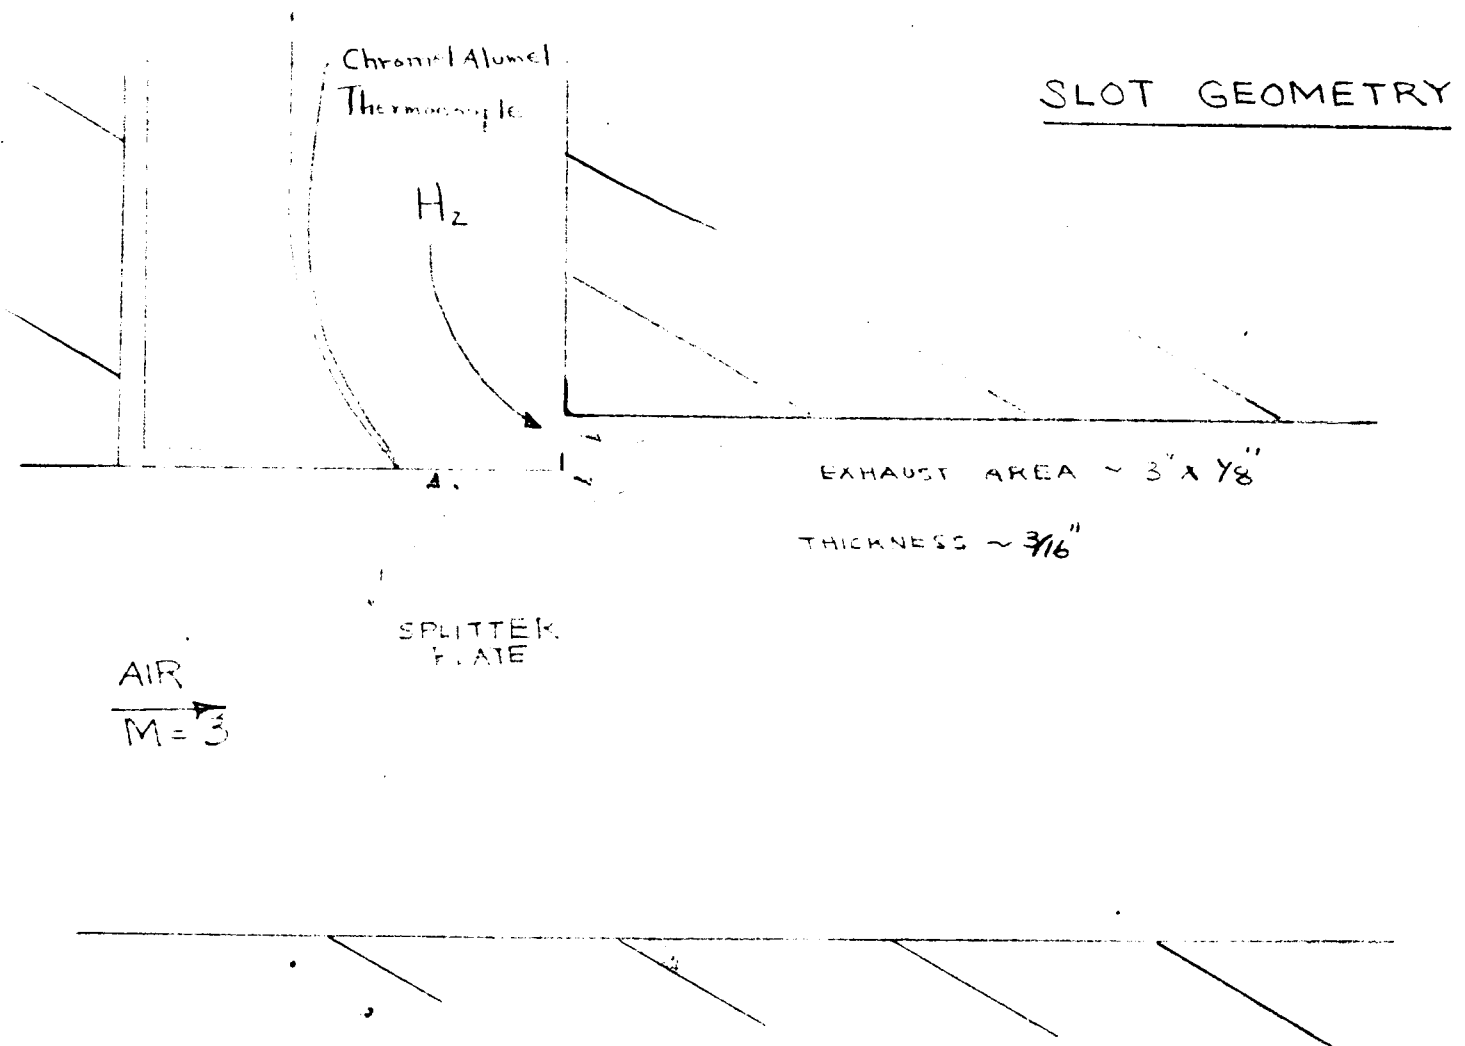 SLOT GEOMETRY
Chromel Alumel
Thermocouple
H₂
EXHAUST AREA ~ 3" x 1/8"
THICKNESS ~ 3/16"
SPLITTER
PLATE
AIR
M = 3